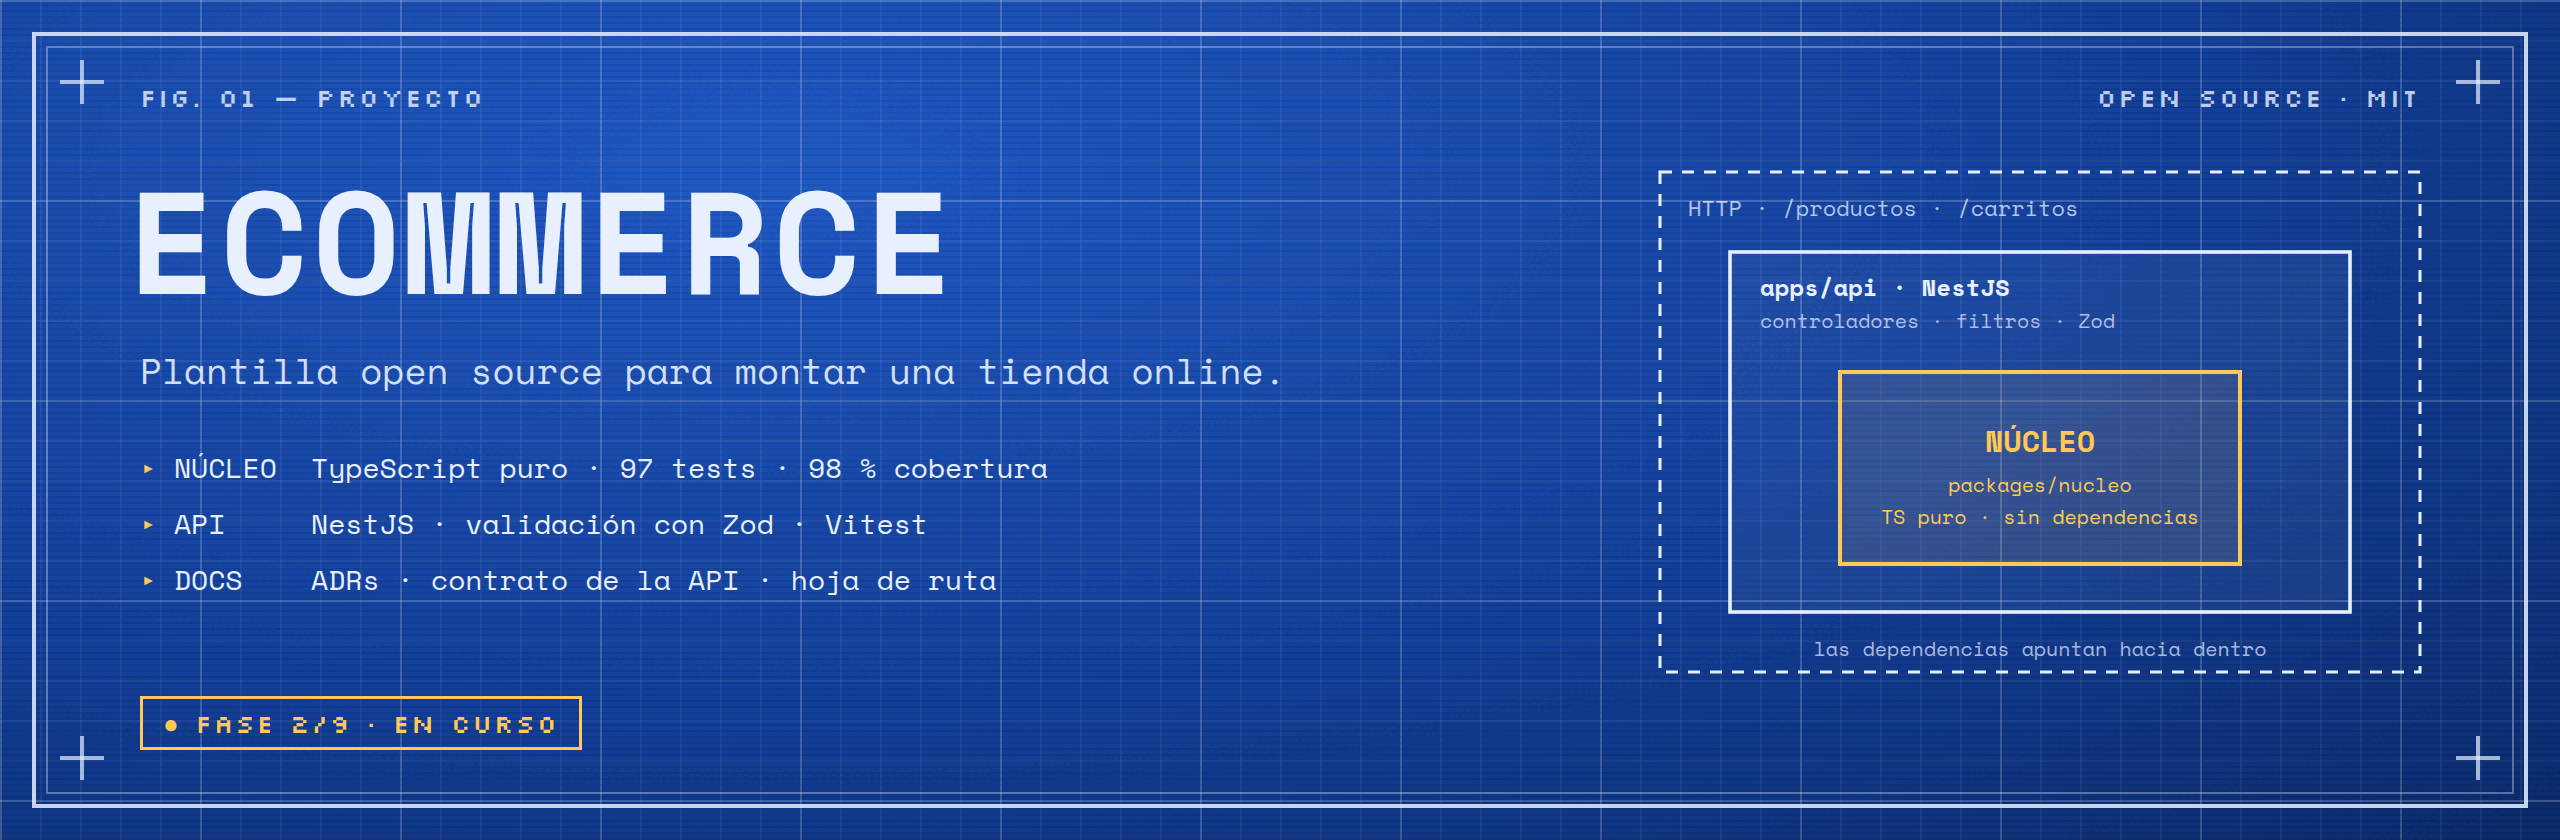 FIG. 01 — PROYECTO
OPEN SOURCE · MIT
ECOMMERCE
Plantilla open source para montar una tienda online.
▸ NÚCLEO TypeScript puro · 97 tests · 98 % cobertura
▸ API NestJS · validación con Zod · Vitest
▸ DOCS ADRs · contrato de la API · hoja de ruta
● FASE 2/9 · EN CURSO
HTTP · /productos · /carritos
apps/api · NestJS
controladores · filtros · Zod
NÚCLEO
packages/nucleo
TS puro · sin dependencias
las dependencias apuntan hacia dentro